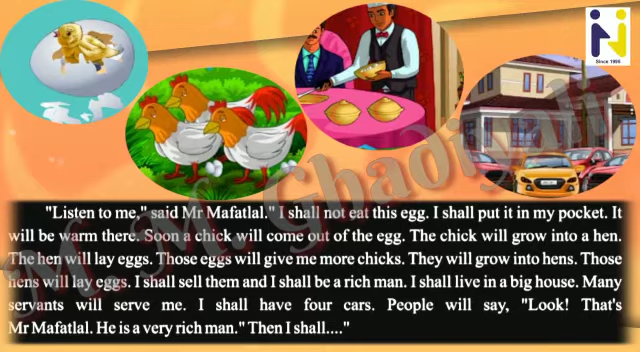 Since 1995
M. M. Ghadiyali
"Listen to me," said Mr Mafatlal." I shall not eat this egg. I shall put it in my pocket. It
will be warm there. Soon a chick will come out of the egg. The chick will grow into a hen.
The hen will lay eggs. Those eggs will give me more chicks. They will grow into hens. Those
hens will lay eggs. I shall sell them and I shall be a rich man. I shall live in a big house. Many
servants will serve me. I shall have four cars. People will say, "Look! That's
Mr Mafatlal. He is a very rich man." Then I shall...."